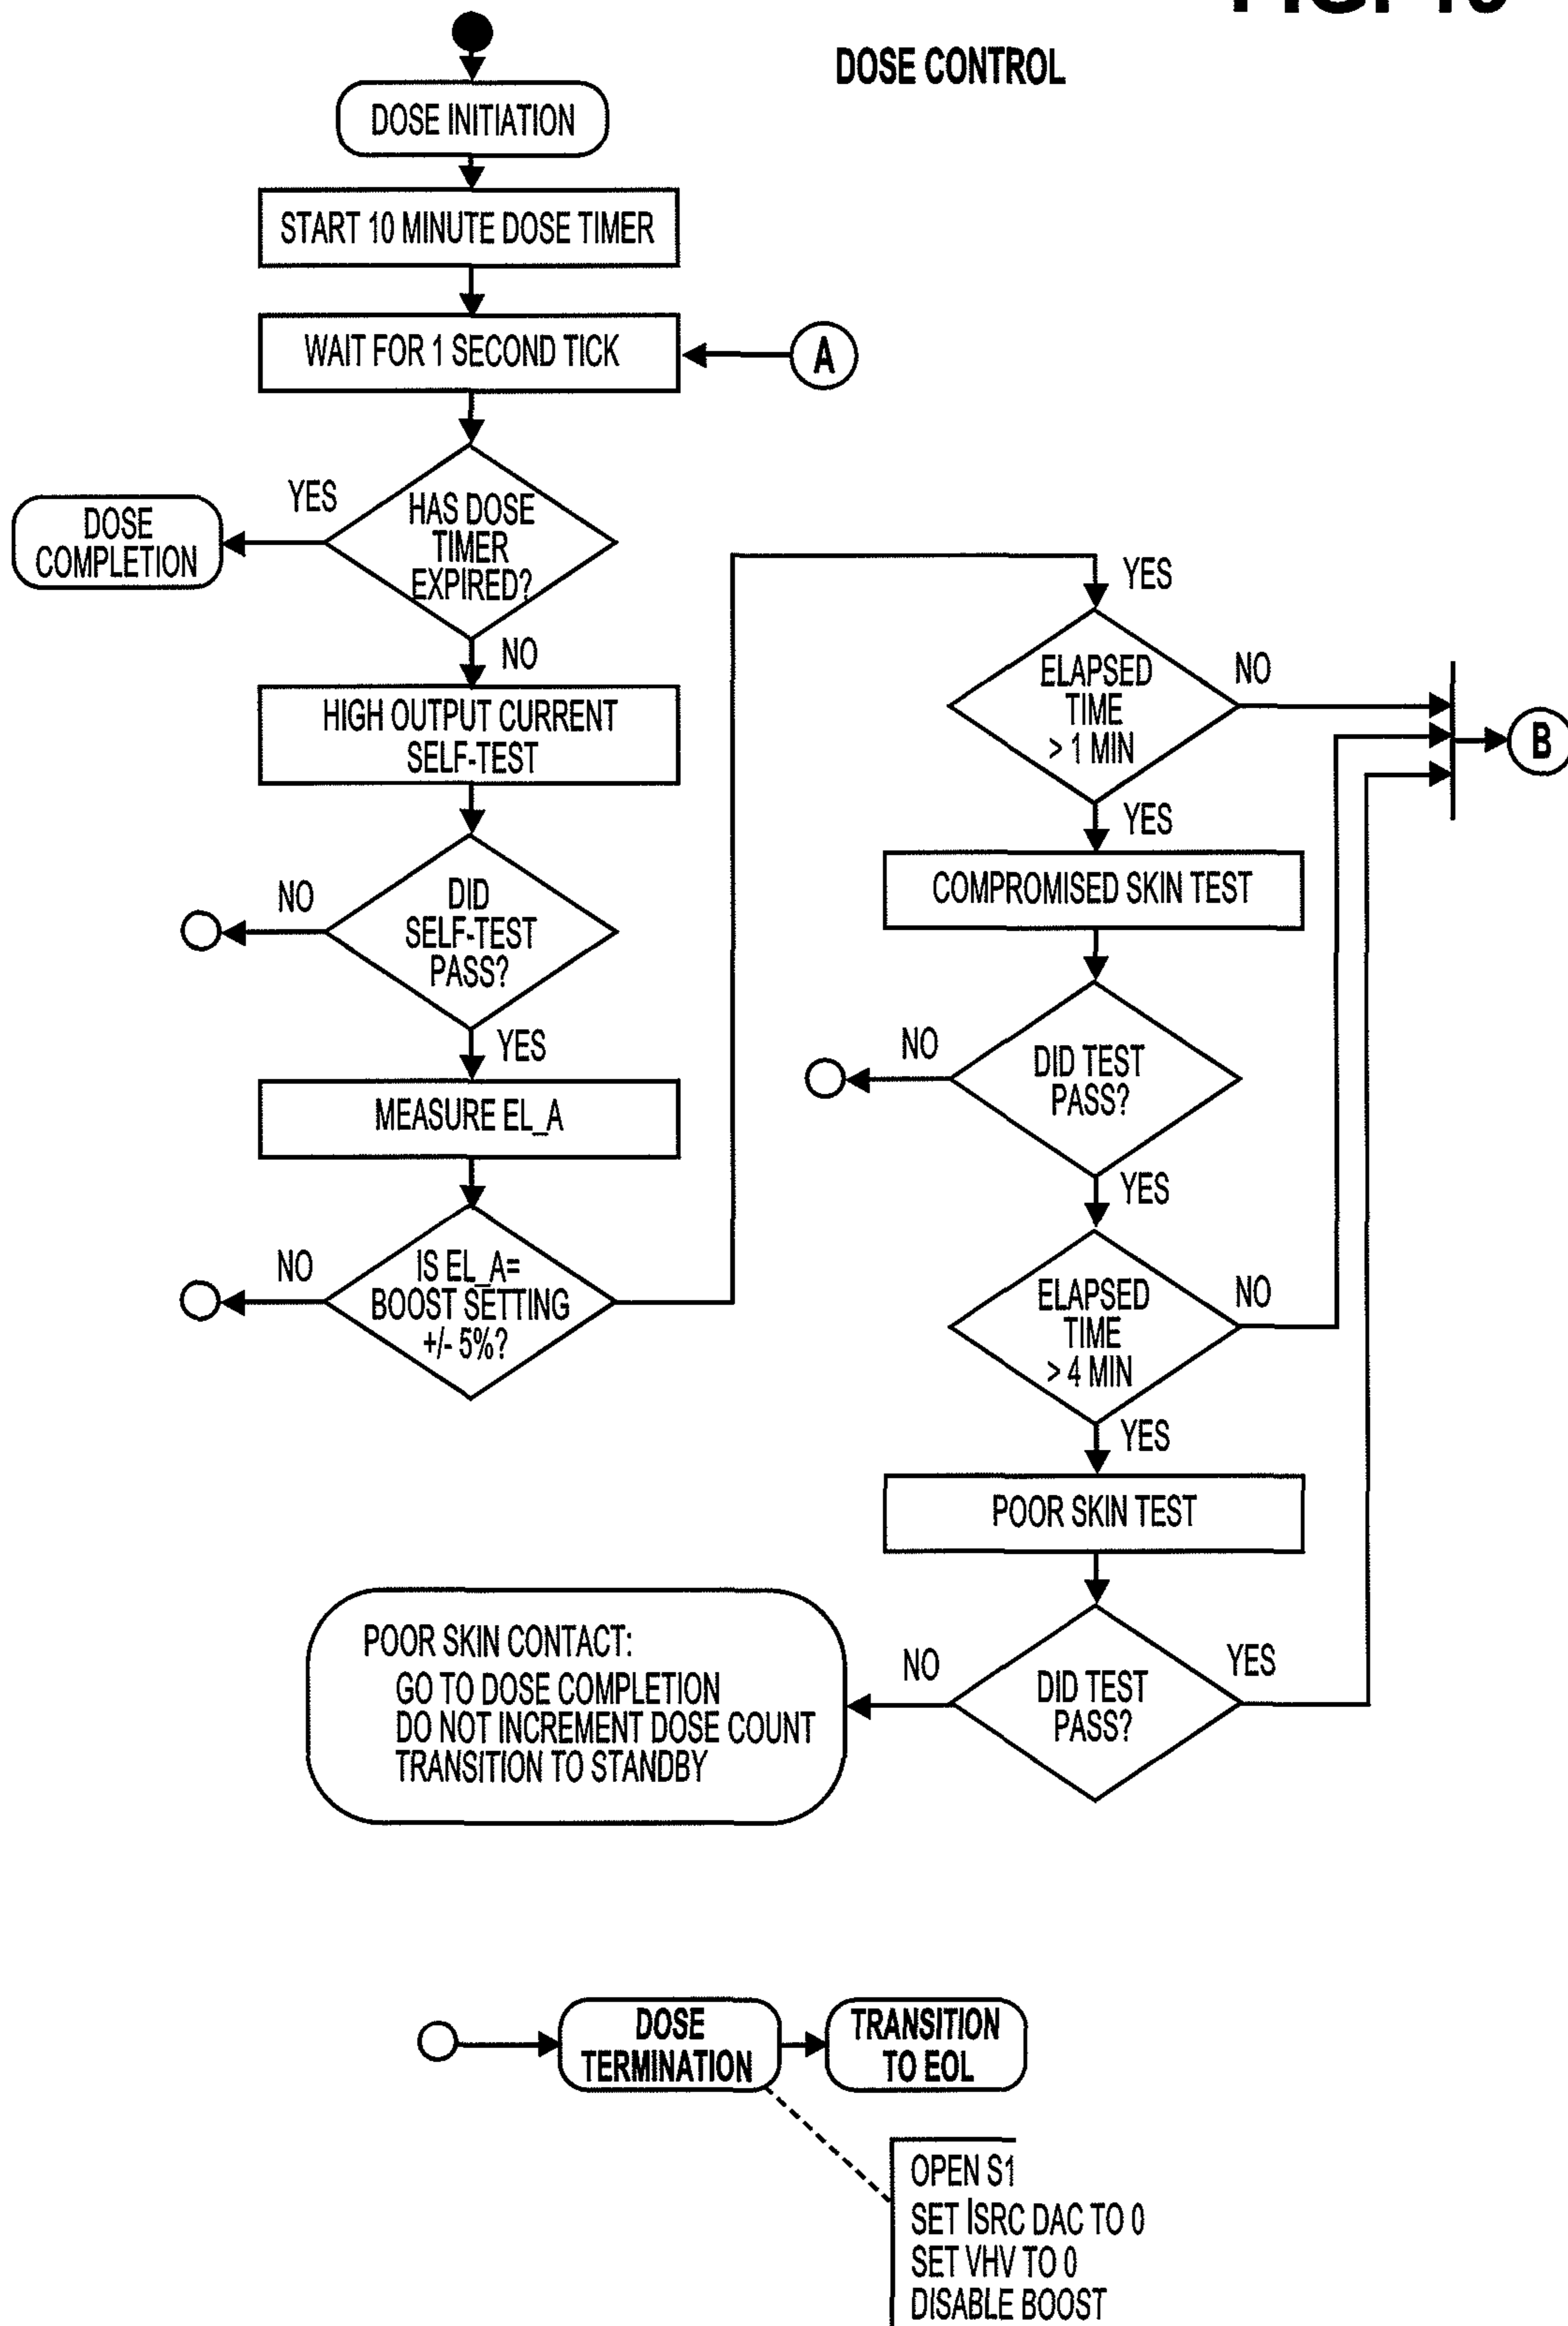 DOSE CONTROL
DOSE INITIATION
START 10 MINUTE DOSE TIMER
WAIT FOR 1 SECOND TICK
A
HAS DOSE
TIMER
EXPIRED?
YES
DOSE
COMPLETION
NO
HIGH OUTPUT CURRENT
SELF-TEST
DID
SELF-TEST
PASS?
NO
YES
MEASURE EL_A
IS EL_A=
BOOST SETTING
+/- 5%?
NO
YES
ELAPSED
TIME
> 1 MIN
NO
B
YES
COMPROMISED SKIN TEST
DID TEST
PASS?
NO
YES
ELAPSED
TIME
> 4 MIN
NO
YES
POOR SKIN TEST
DID TEST
PASS?
NO
YES
POOR SKIN CONTACT:
GO TO DOSE COMPLETION
DO NOT INCREMENT DOSE COUNT
TRANSITION TO STANDBY
DOSE
TERMINATION
TRANSITION
TO EOL
OPEN S1
SET ISRC DAC TO 0
SET VHV TO 0
DISABLE BOOST